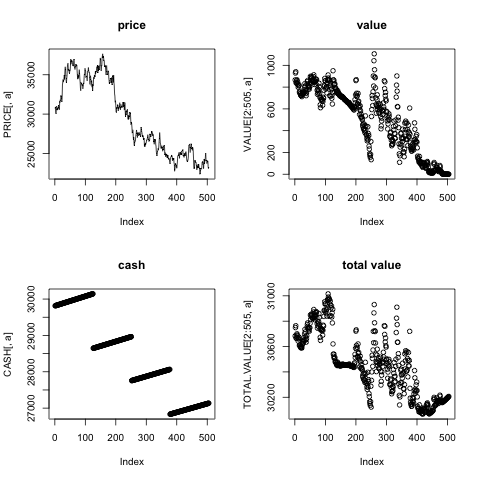 price
PRICE[, a]
35000
30000
25000
0 100 200 300 400 500
Index
value
VALUE[2:505, a]
1000
600
200
0
0 100 200 300 400 500
Index
cash
CASH[, a]
30000
29000
28000
27000
0 100 200 300 400 500
Index
total value
TOTAL.VALUE[2:505, a]
31000
30600
30200
0 100 200 300 400 500
Index